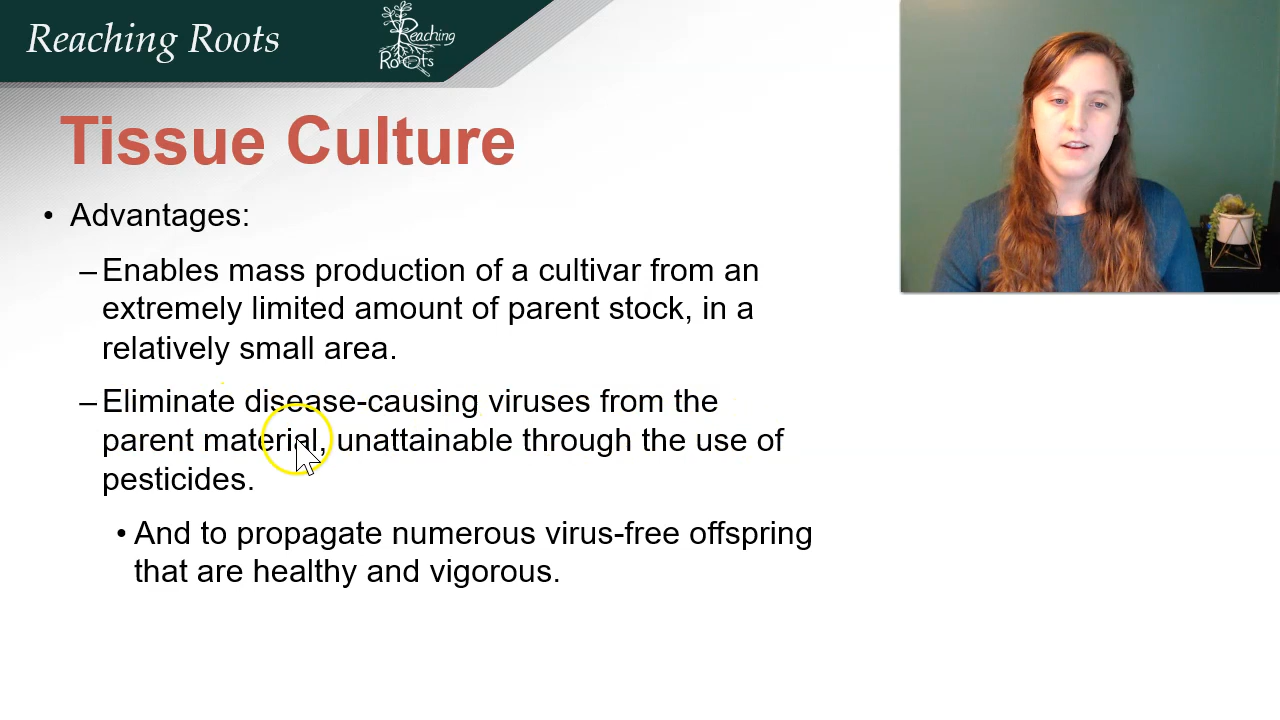 Reaching Roots
Reaching
Roots
Tissue Culture
• Advantages:
–Enables mass production of a cultivar from an
extremely limited amount of parent stock, in a
relatively small area.
–Eliminate disease-causing viruses from the
parent material, unattainable through the use of
pesticides.
• And to propagate numerous virus-free offspring
that are healthy and vigorous.